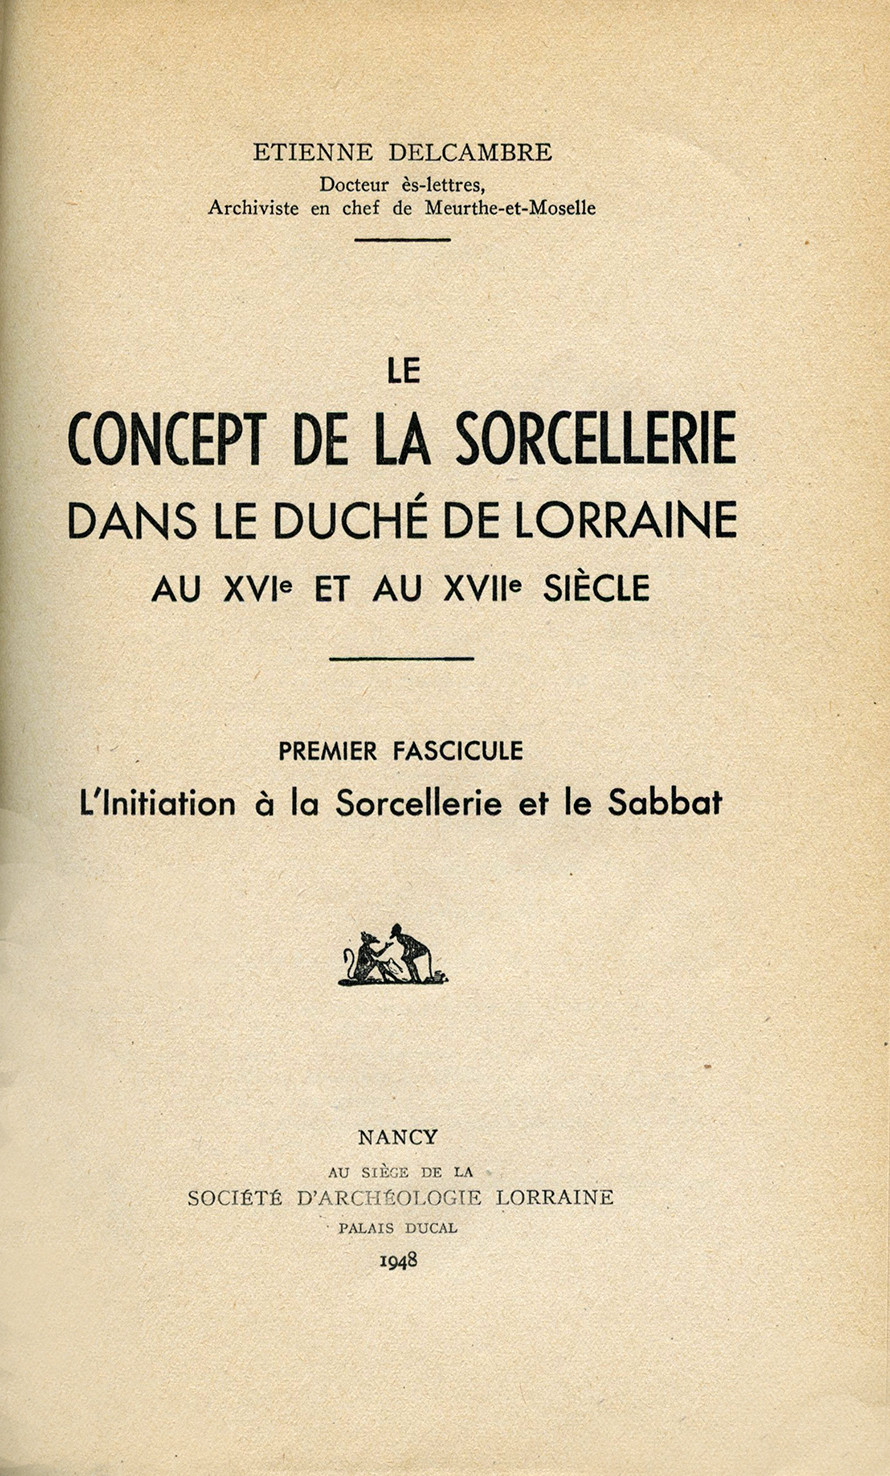 ETIENNE DELCAMBRE
Docteur ès-lettres,
Archiviste en chef de Meurthe-et-Moselle
LE
CONCEPT DE LA SORCELLERIE
DANS LE DUCHÉ DE LORRAINE
AU XVIe ET AU XVIIe SIÈCLE
PREMIER FASCICULE
L'Initiation à la Sorcellerie et le Sabbat
NANCY
AU SIÈGE DE LA
SOCIÉTÉ D'ARCHÉOLOGIE LORRAINE
PALAIS DUCAL
1948